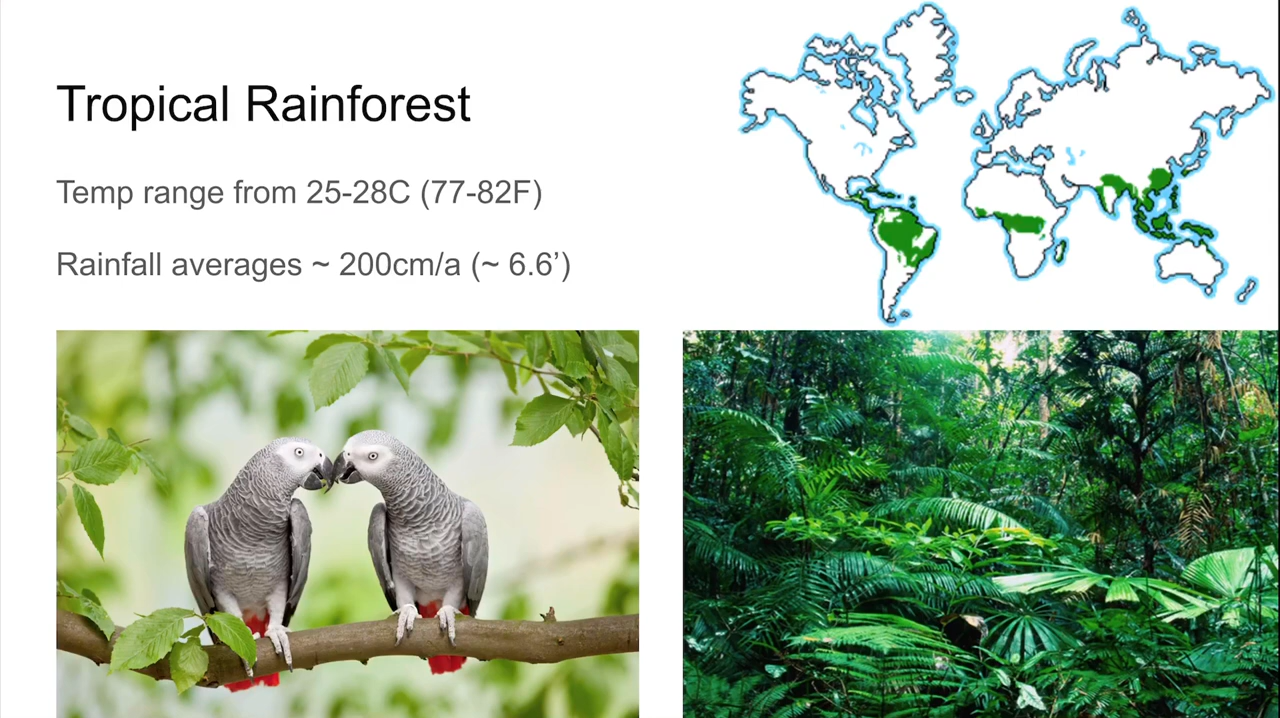 Tropical Rainforest
Temp range from 25-28C (77-82F)
Rainfall averages ~ 200cm/a (~ 6.6’)